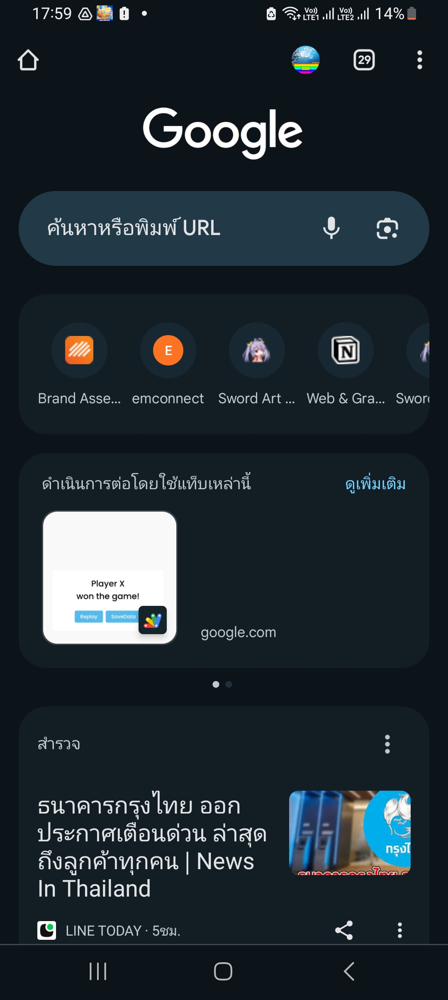 17:59
Vo)) LTE1
Vo)) LTE2
14%
29
Google
ค้นหาหรือพิมพ์ URL
E
N
Brand Asse...
emconnect
Sword Art ...
Web & Gra...
Sword
ดำเนินการต่อโดยใช้แท็บเหล่านี้
ดูเพิ่มเติม
Player X
won the game!
Replay
SaveData
google.com
สำรวจ
ธนาคารกรุงไทย ออก
ประกาศเตือนด่วน ล่าสุด
ถึงลูกค้าทุกคน | News
In Thailand
กรุงไ
LINE TODAY · 5ชม.